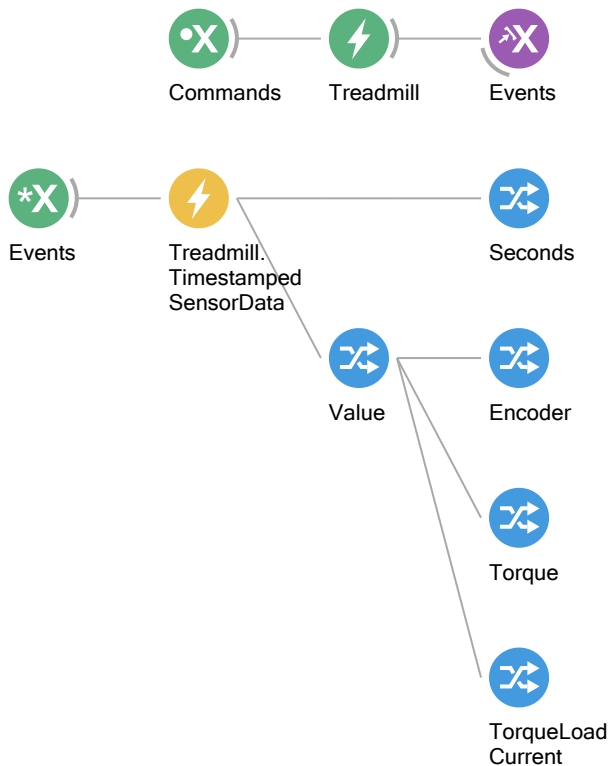 •X
X
Commands
Treadmill
Events
*X
Events
Treadmill.
Timestamped
SensorData
Seconds
Value
Encoder
Torque
TorqueLoad
Current